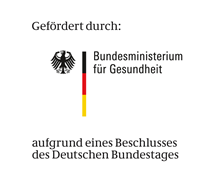 Gefördert durch:
Bundesministerium
für Gesundheit
aufgrund eines Beschlusses
des Deutschen Bundestages